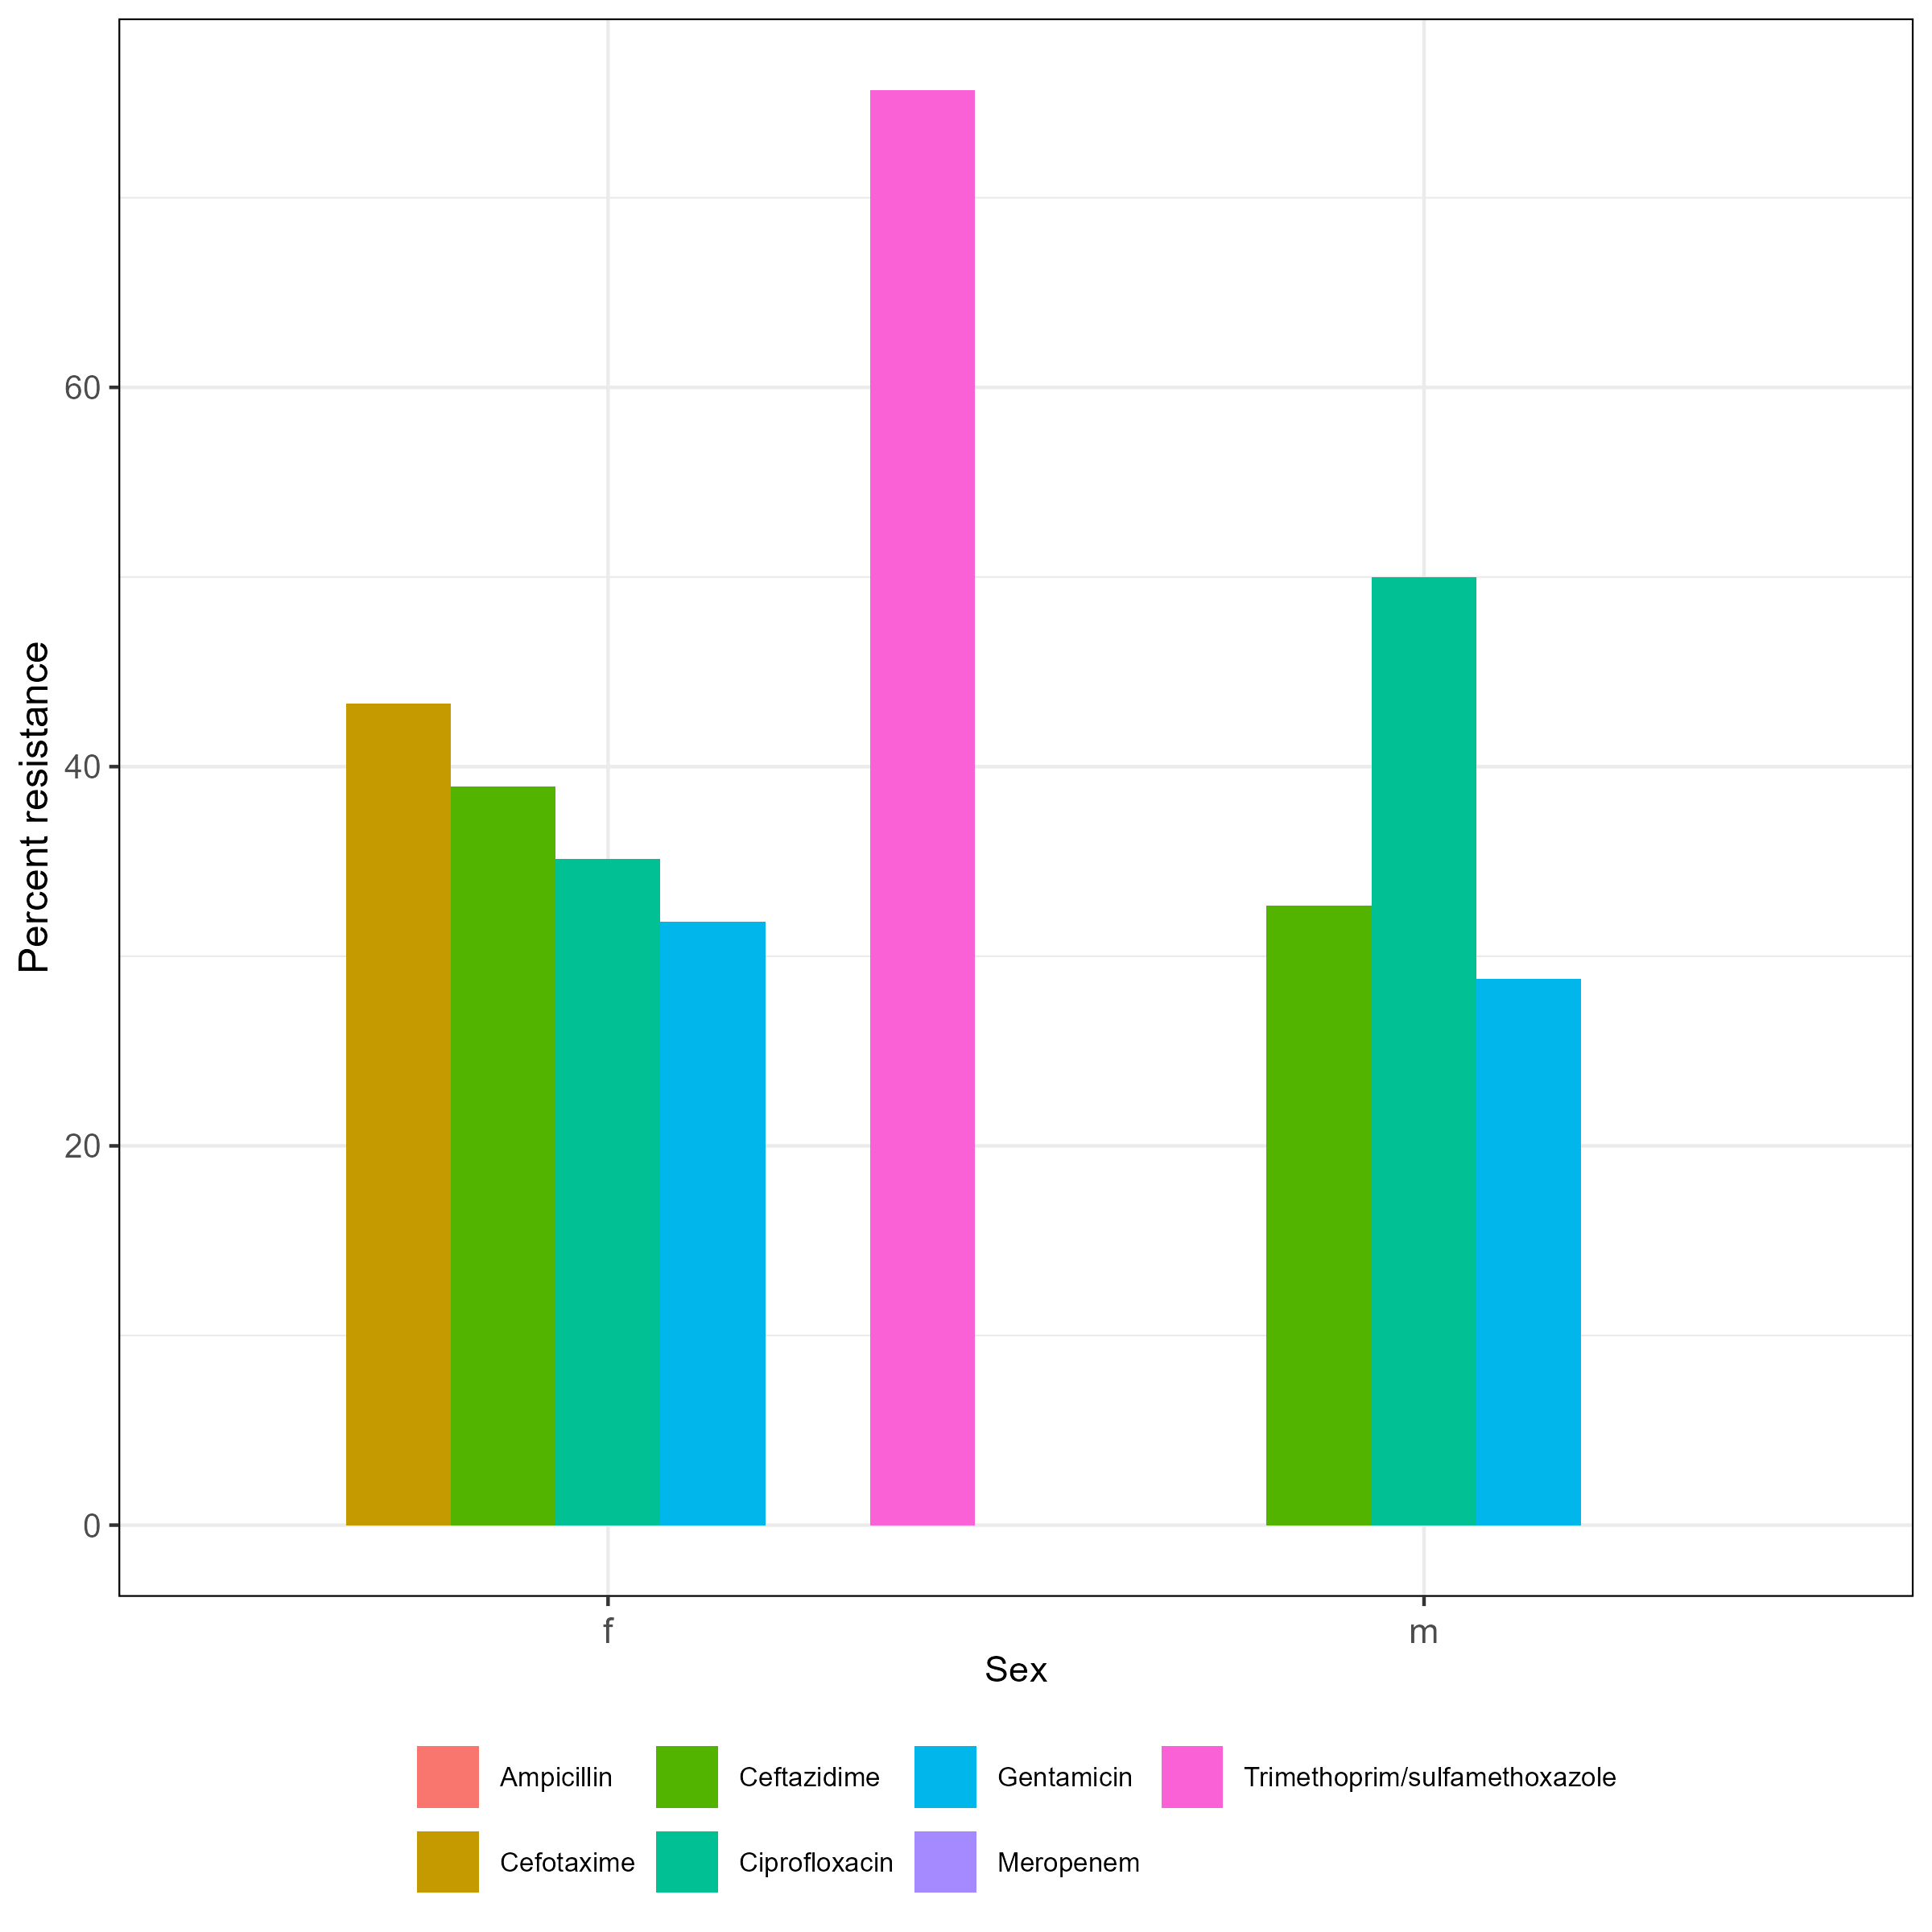 Percent resistance
60
40
20
0
f m
Sex
Ampicillin Ceftazidime Gentamicin Trimethoprim/sulfamethoxazole
Cefotaxime Ciprofloxacin Meropenem